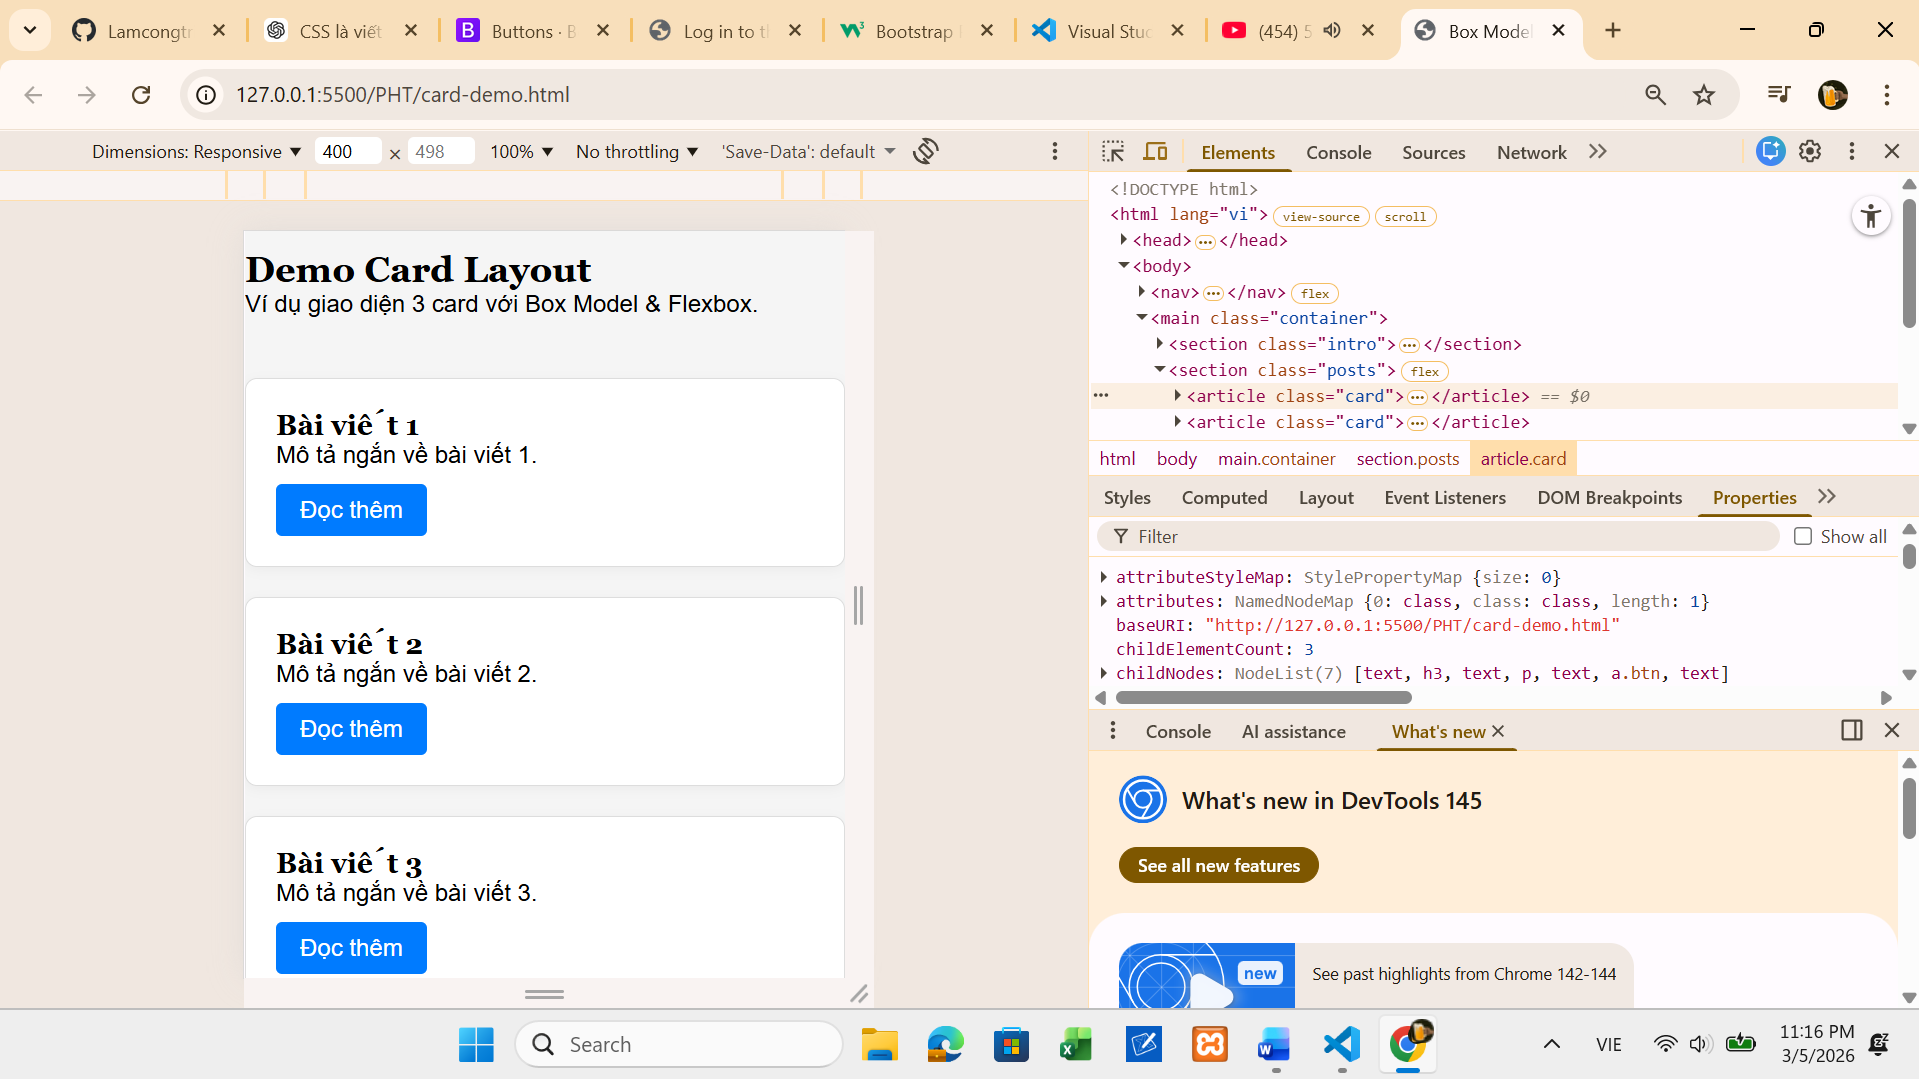 Lamcongtr
CSS là viết
Buttons · B
Log in to t
Bootstrap
Visual Stud
(454) 5
Box Model
127.0.0.1:5500/PHT/card-demo.html
Dimensions: Responsive
400 × 498
100%
No throttling
'Save-Data': default
Demo Card Layout
Ví dụ giao diện 3 card với Box Model & Flexbox.
Bài viết 1
Mô tả ngắn về bài viết 1.
Đọc thêm
Bài viết 2
Mô tả ngắn về bài viết 2.
Đọc thêm
Bài viết 3
Mô tả ngắn về bài viết 3.
Đọc thêm
Elements Console Sources Network
<!DOCTYPE html>
<html lang="vi"> view-source scroll
<head> ••• </head>
<body>
<nav> ••• </nav> flex
<main class="container">
<section class="intro"> ••• </section>
<section class="posts"> flex
••• <article class="card"> ••• </article> == $0
<article class="card"> ••• </article>
html body main.container section.posts article.card
Styles Computed Layout Event Listeners DOM Breakpoints Properties
Filter
Show all
attributeStyleMap: StylePropertyMap {size: 0}
attributes: NamedNodeMap {0: class, class: class, length: 1}
baseURI: "http://127.0.0.1:5500/PHT/card-demo.html"
childElementCount: 3
childNodes: NodeList(7) [text, h3, text, p, text, a.btn, text]
Console AI assistance What's new
What's new in DevTools 145
See all new features
new
See past highlights from Chrome 142-144
Search
VIE
11:16 PM
3/5/2026